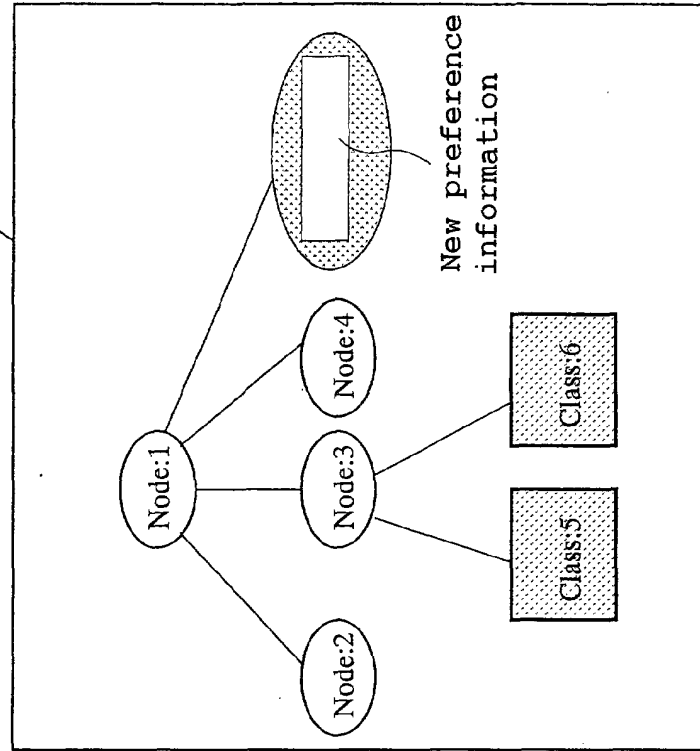 Node:1
Node:2
Node:3
Node:4
New preference
information
Class:5
Class:6